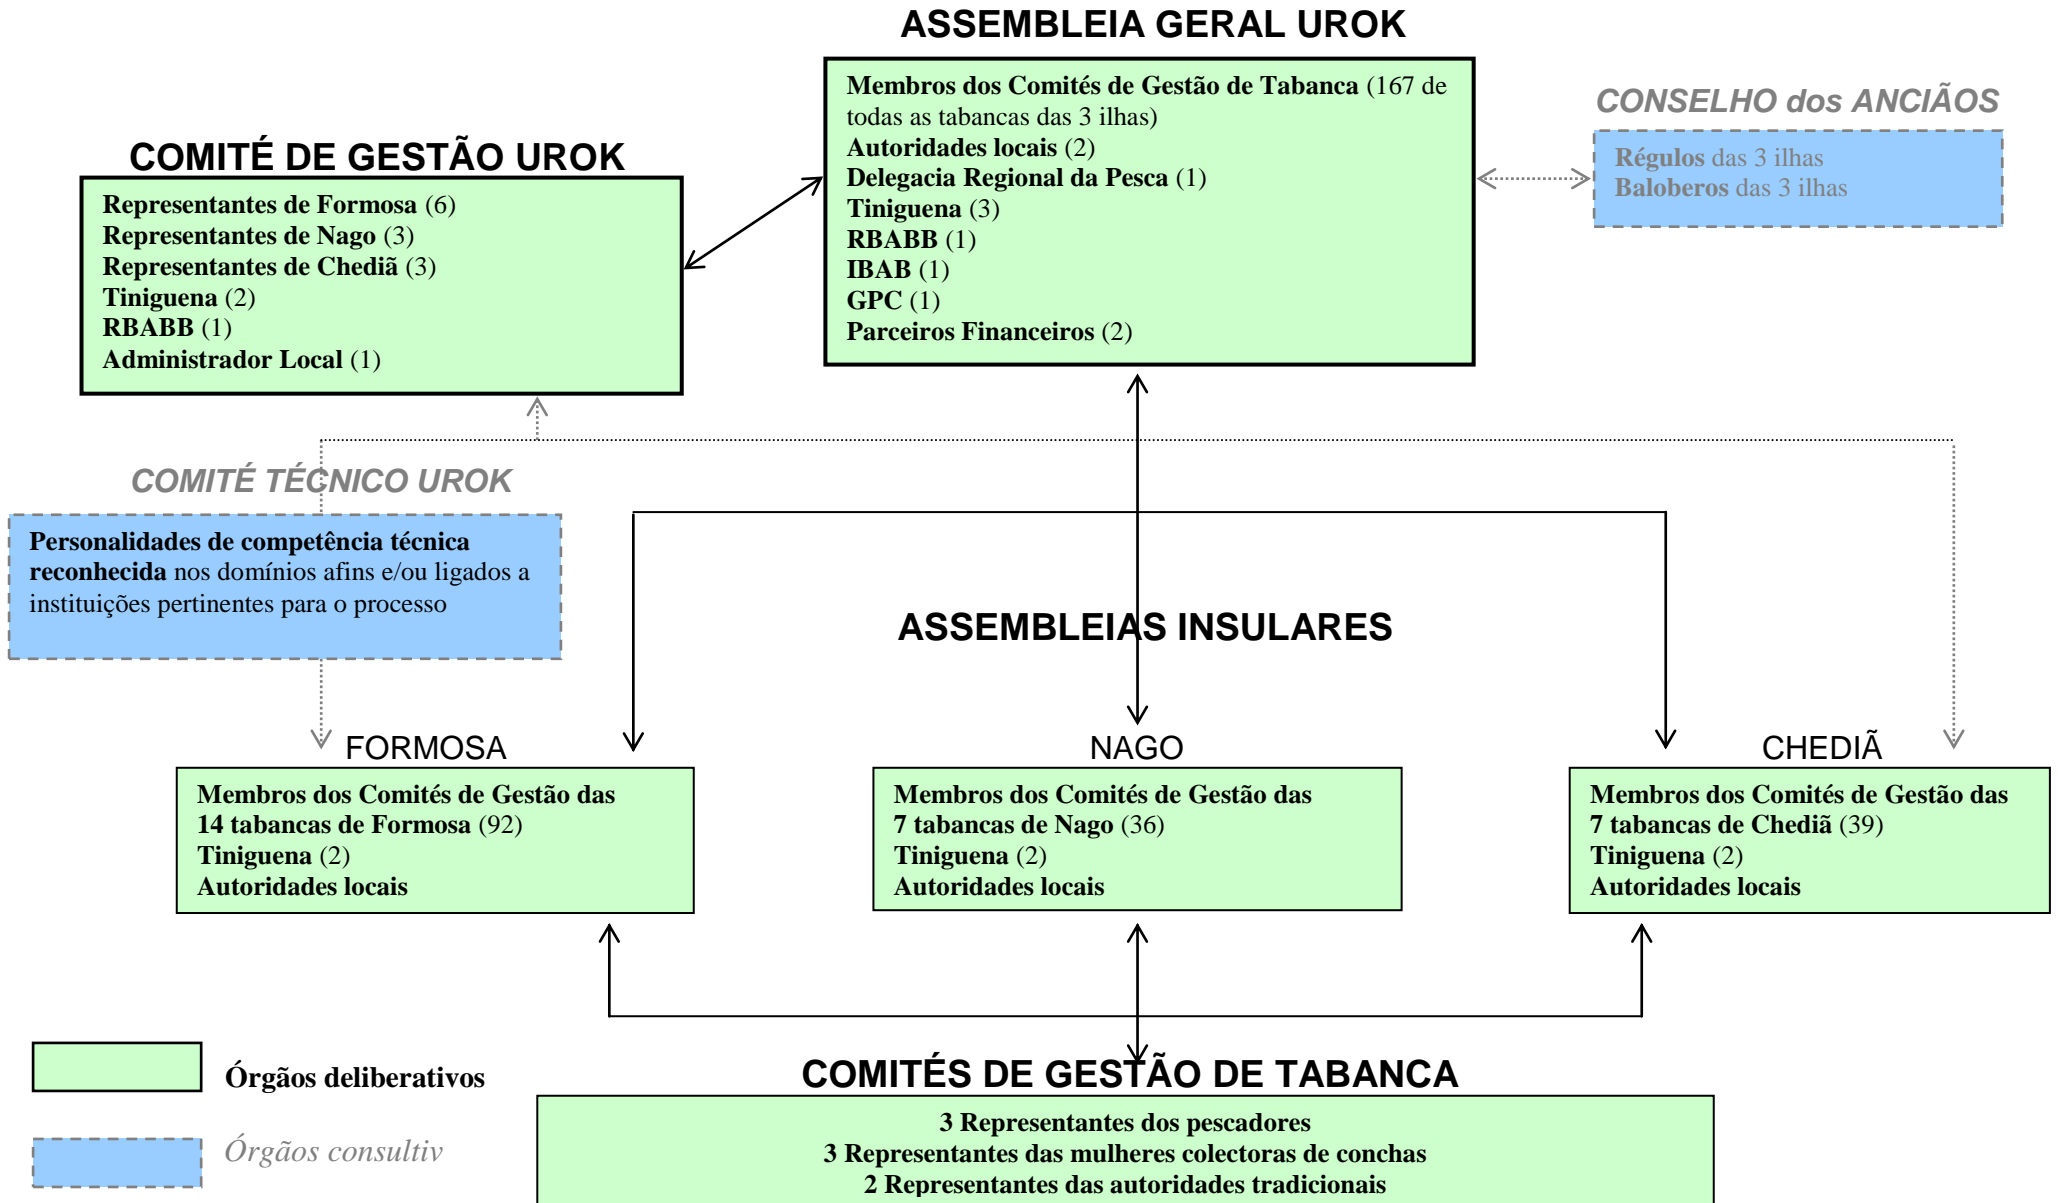 ASSEMBLEIA GERAL UROK
Membros dos Comités de Gestão de Tabanca (167 de
todas as tabancas das 3 ilhas)
Autoridades locais (2)
Delegacia Regional da Pesca (1)
Tiniguena (3)
RBABB (1)
IBAB (1)
GPC (1)
Parceiros Financeiros (2)
CONSELHO dos ANCIÃOS
Régulos das 3 ilhas
Baloberos das 3 ilhas
COMITÉ DE GESTÃO UROK
Representantes de Formosa (6)
Representantes de Nago (3)
Representantes de Chediã (3)
Tiniguena (2)
RBABB (1)
Administrador Local (1)
COMITÉ TÉCNICO UROK
Personalidades de competência técnica
reconhecida nos domínios afins e/ou ligados a
instituições pertinentes para o processo
ASSEMBLEIAS INSULARES
FORMOSA
Membros dos Comités de Gestão das
14 tabancas de Formosa (92)
Tiniguena (2)
Autoridades locais
NAGO
Membros dos Comités de Gestão das
7 tabancas de Nago (36)
Tiniguena (2)
Autoridades locais
CHEDIÃ
Membros dos Comités de Gestão das
7 tabancas de Chediã (39)
Tiniguena (2)
Autoridades locais
Órgãos deliberativos
Órgãos consultiv
COMITÉS DE GESTÃO DE TABANCA
3 Representantes dos pescadores
3 Representantes das mulheres colectoras de conchas
2 Representantes das autoridades tradicionais